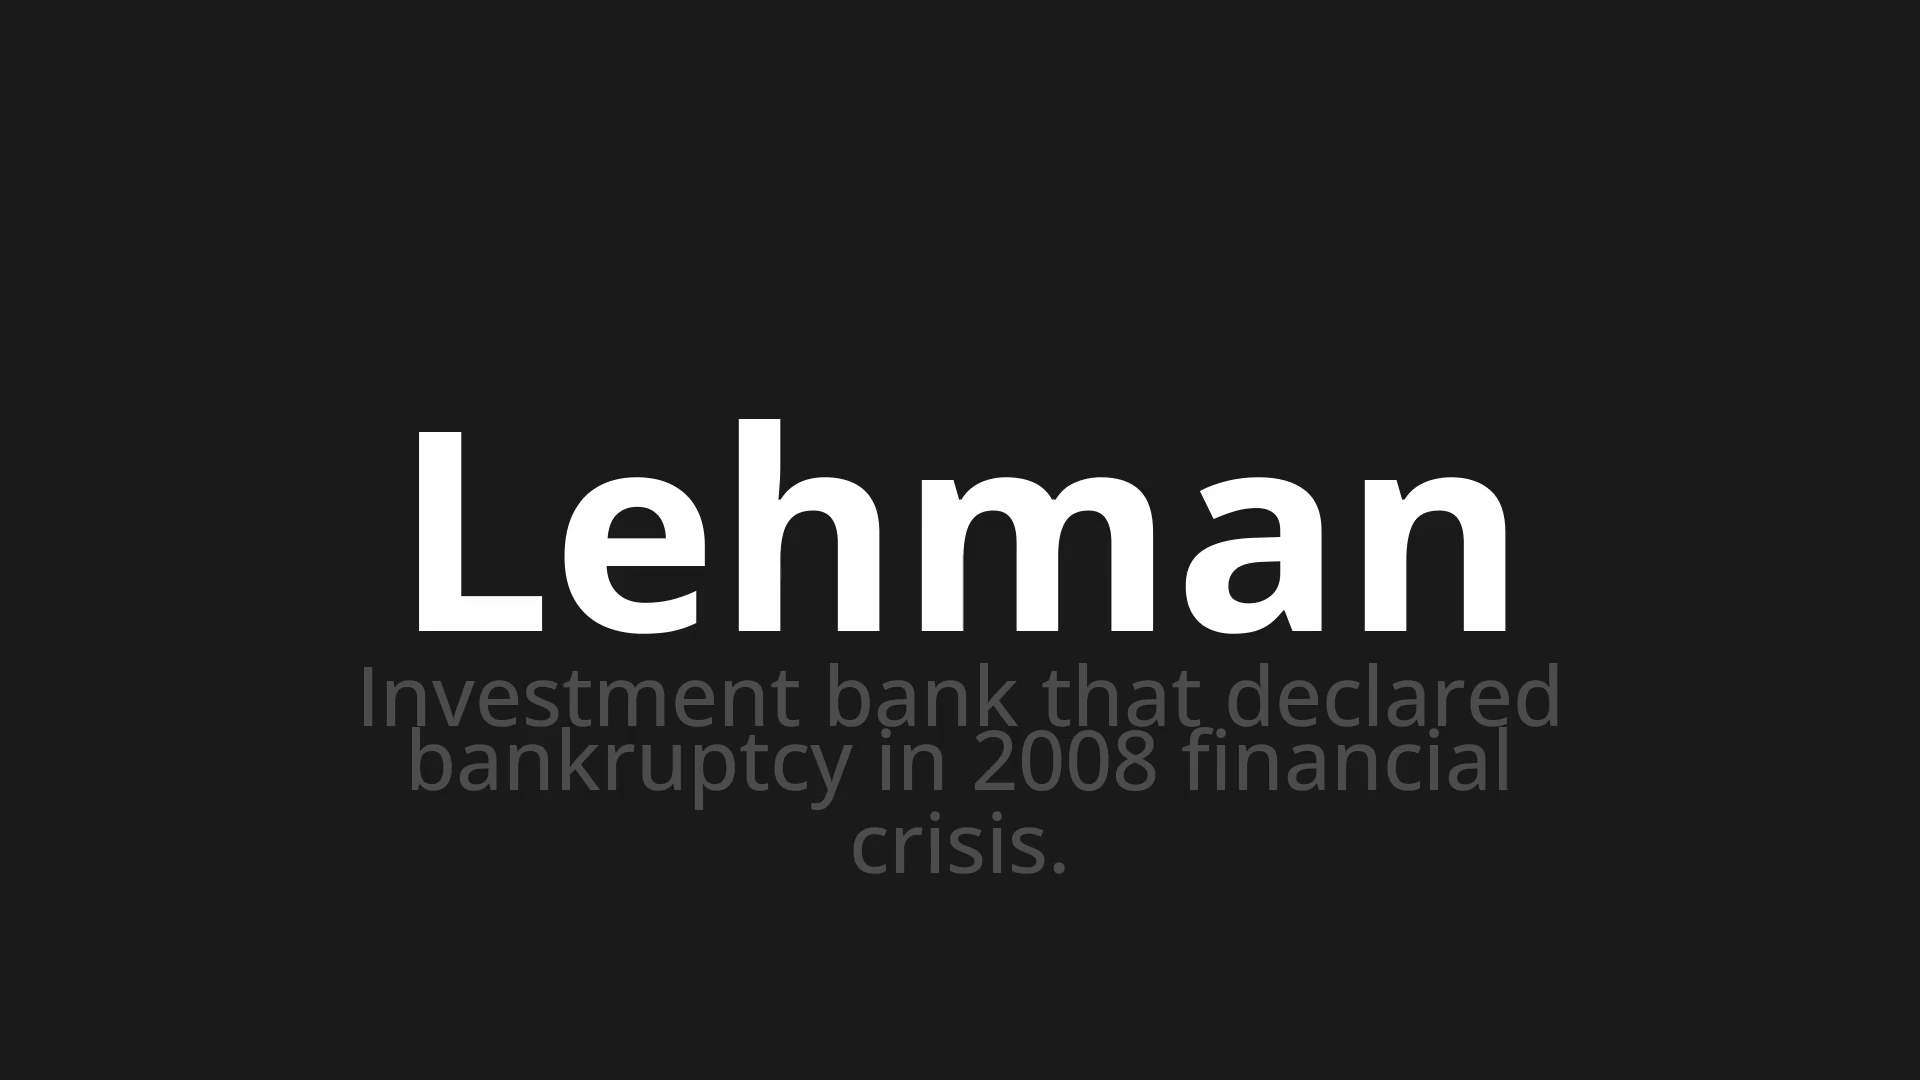 Lehman
Investment bank that declared
bankruptcy in 2008 financial
crisis.